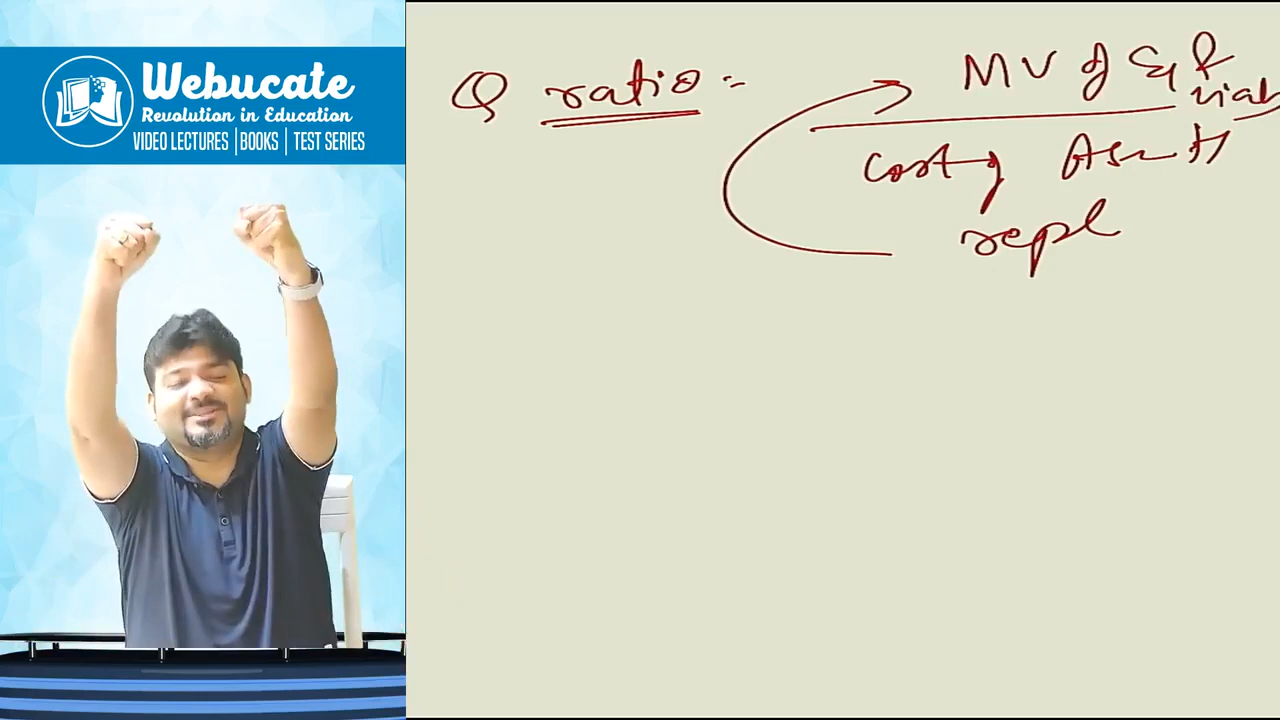 Webucate
Revolution in Education
VIDEO LECTURES | BOOKS | TEST SERIES
Q ratio = MV of Eq &
cost of Asset
repl